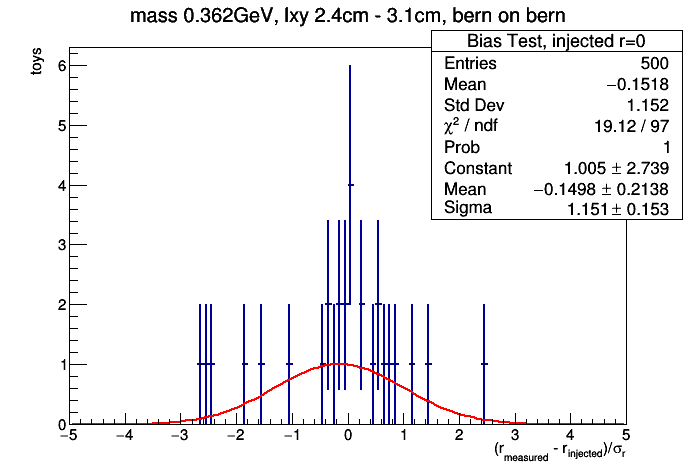 mass 0.362GeV, lxy 2.4cm - 3.1cm, bern on bern
Bias Test, injected r=0
Entries 500
Mean −0.1518
Std Dev 1.152
χ² / ndf 19.12 / 97
Prob 1
Constant 1.005 ± 2.739
Mean −0.1498 ± 0.2138
Sigma 1.151 ± 0.153
toys
6
5
4
3
2
1
0
−5 −4 −3 −2 −1 0 1 2 3 4 5
(r_measured - r_injected)/σ_r